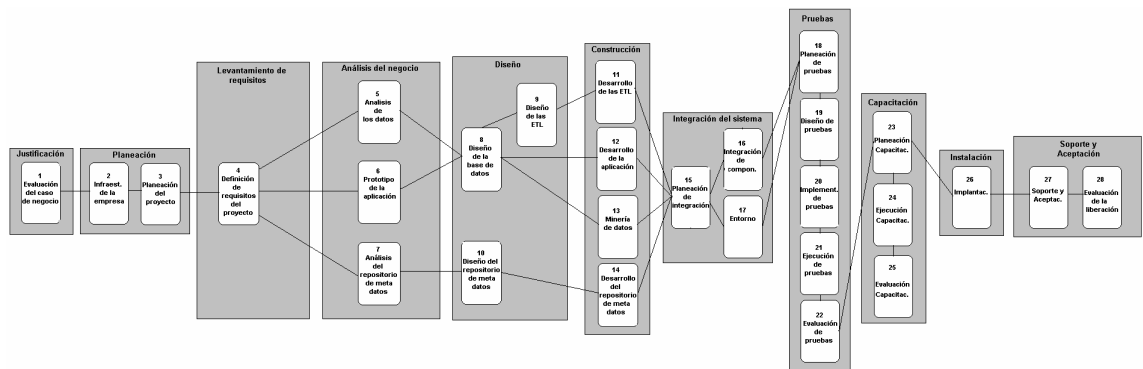 Justificación
1
Evaluación
del caso
de negocio
Planeación
2
Infraest.
de la
empresa
3
Planeación
del
proyecto
Levantamiento de
requisitos
4
Definición
de
requisitos
del
proyecto
Análisis del negocio
5
Analisis
de
los datos
6
Prototipo
de la
aplicación
7
Análisis
del
repositorio
de meta
datos
Diseño
8
Diseño
de la
base de
datos
9
Diseño
de las
ETL
10
Diseño del
repositorio
de meta
datos
Construcción
11
Desarrollo
de las ETL
12
Desarrollo
de la
aplicación
13
Minería
de datos
14
Desarrollo
del
repositorio
de meta
datos
Integración del sistema
15
Planeación
de
integración
16
Integración
de
compon.
17
Entorno
Pruebas
18
Planeación
de
pruebas
19
Diseño de
pruebas
20
Implement.
de pruebas
21
Ejecución
de
pruebas
22
Evaluación
de
pruebas
Capacitación
23
Planeación
Capacitac.
24
Ejecución
Capacitac.
25
Evaluación
Capacitac.
Instalación
26
Implantac.
Soporte y
Aceptación
27
Soporte y
Aceptac.
28
Evaluación
de la
liberación